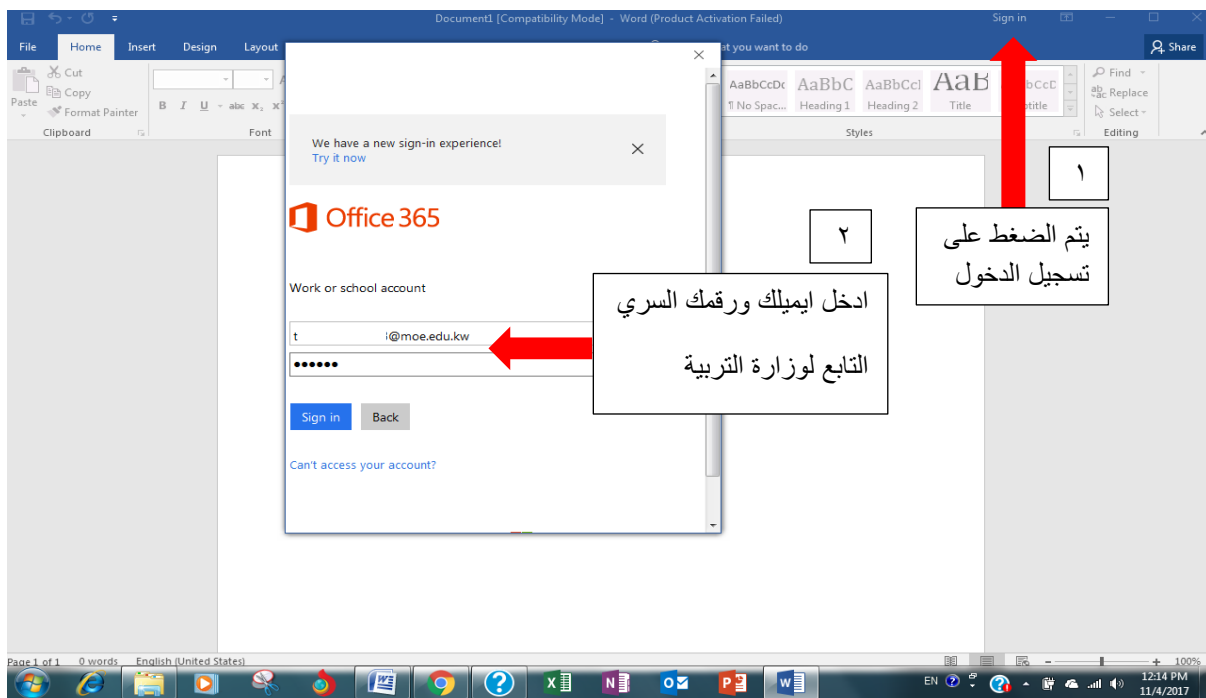 Document1 [Compatibility Mode] - Word (Product Activation Failed)
Sign in
File Home Insert Design Layout
at you want to do
Share
Paste
Cut
Copy
Format Painter
B I U abc X₂
Clipboard
Font
AaBbCcDc AaBbC AaBbCcl AaB
¶ No Spac... Heading 1 Heading 2 Title
Styles
Find
Replace
Select
Editing
We have a new sign-in experience!
Try it now
Office 365
Work or school account
t @moe.edu.kw
••••••
Sign in Back
Can't access your account?
١
يتم الضغط على
تسجيل الدخول
٢
ادخل ايميلك ورقمك السري
التابع لوزارة التربية
Page 1 of 1 0 words English (United States)
100%
EN
12:14 PM
11/4/2017